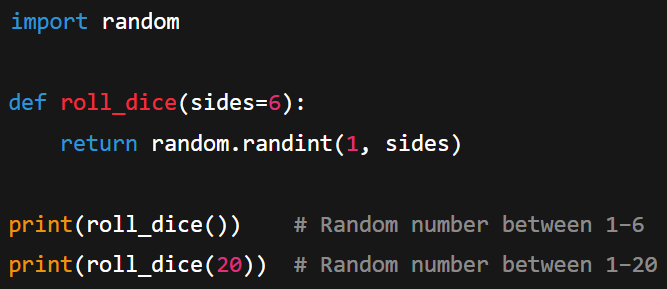 import random

def roll_dice(sides=6):
    return random.randint(1, sides)

print(roll_dice())    # Random number between 1–6
print(roll_dice(20))  # Random number between 1–20